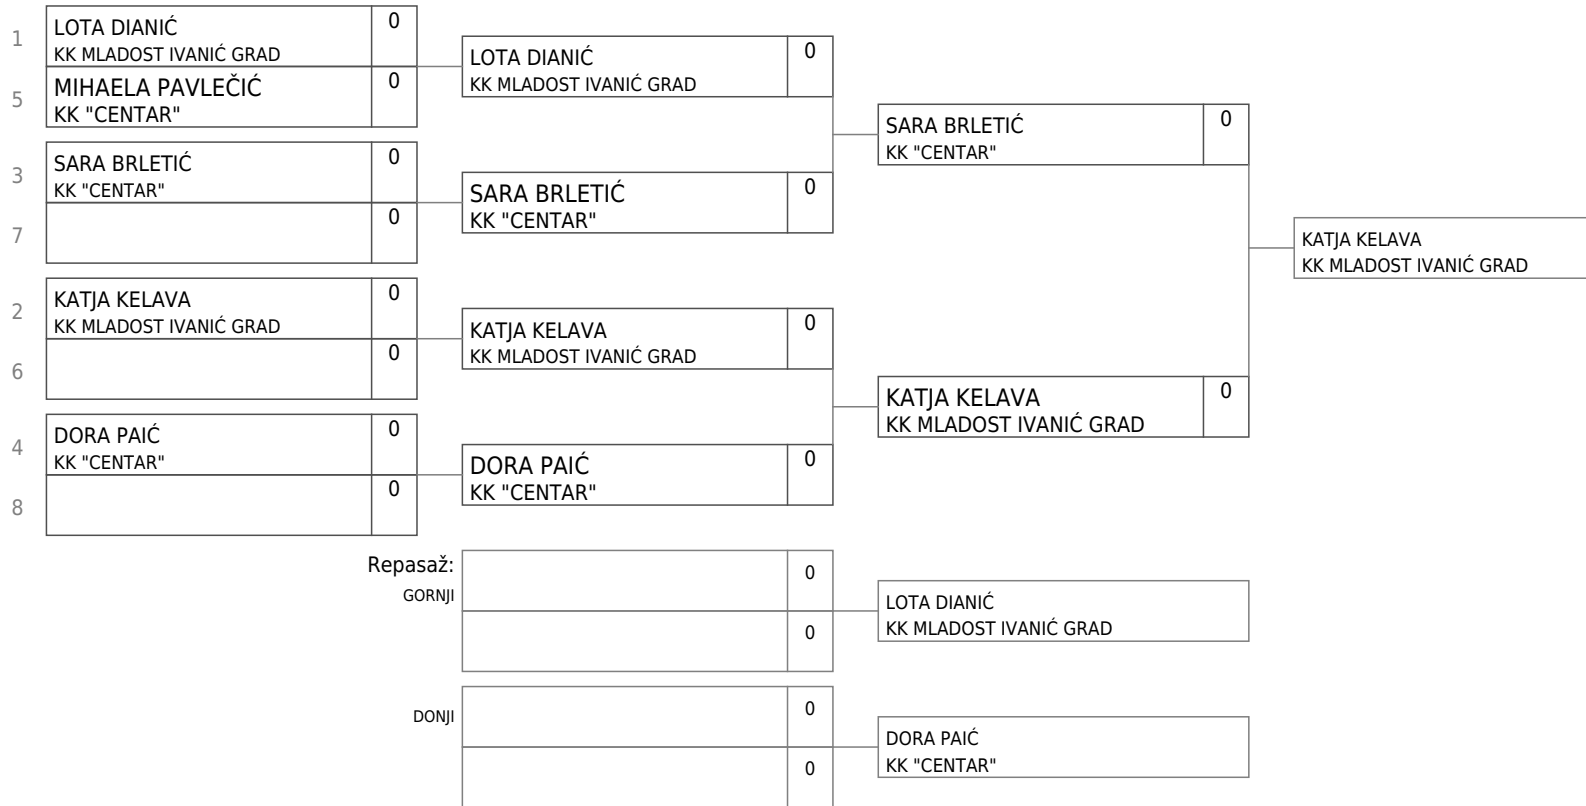 1
LOTA DIANIĆ
0
KK MLADOST IVANIĆ GRAD
5
MIHAELA PAVLEČIĆ
0
KK "CENTAR"
3
SARA BRLETIĆ
0
KK "CENTAR"
7
0
2
KATJA KELAVA
0
KK MLADOST IVANIĆ GRAD
6
0
4
DORA PAIĆ
0
KK "CENTAR"
8
0
LOTA DIANIĆ
0
KK MLADOST IVANIĆ GRAD
SARA BRLETIĆ
0
KK "CENTAR"
KATJA KELAVA
0
KK MLADOST IVANIĆ GRAD
DORA PAIĆ
0
KK "CENTAR"
SARA BRLETIĆ
0
KK "CENTAR"
KATJA KELAVA
0
KK MLADOST IVANIĆ GRAD
KATJA KELAVA
KK MLADOST IVANIĆ GRAD
Repasaž:
GORNJI
0
0
LOTA DIANIĆ
KK MLADOST IVANIĆ GRAD
DONJI
0
0
DORA PAIĆ
KK "CENTAR"